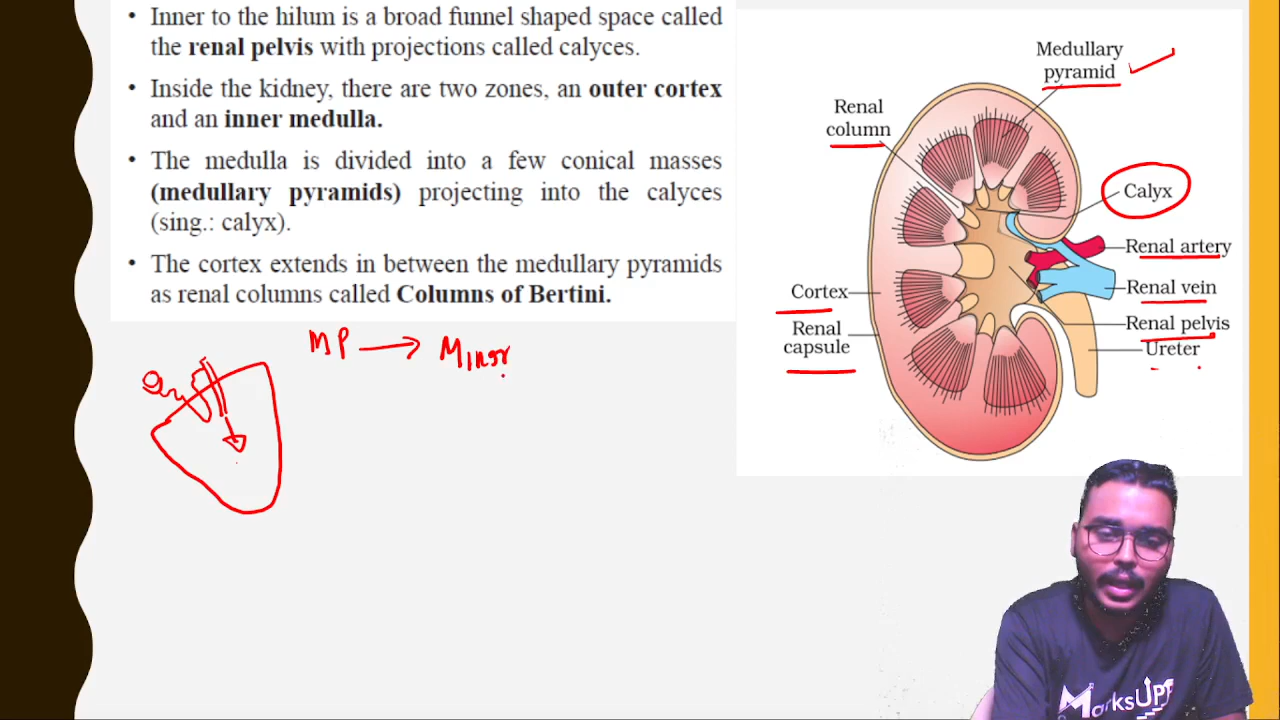 • Inner to the hilum is a broad funnel shaped space called
the renal pelvis with projections called calyces.
• Inside the kidney, there are two zones, an outer cortex
and an inner medulla.
• The medulla is divided into a few conical masses
(medullary pyramids) projecting into the calyces
(sing.: calyx).
• The cortex extends in between the medullary pyramids
as renal columns called Columns of Bertini.
Medullary
pyramid
Renal
column
Calyx
Renal artery
Renal vein
Cortex
Renal pelvis
Renal
capsule
Ureter
MP →
MarksUp